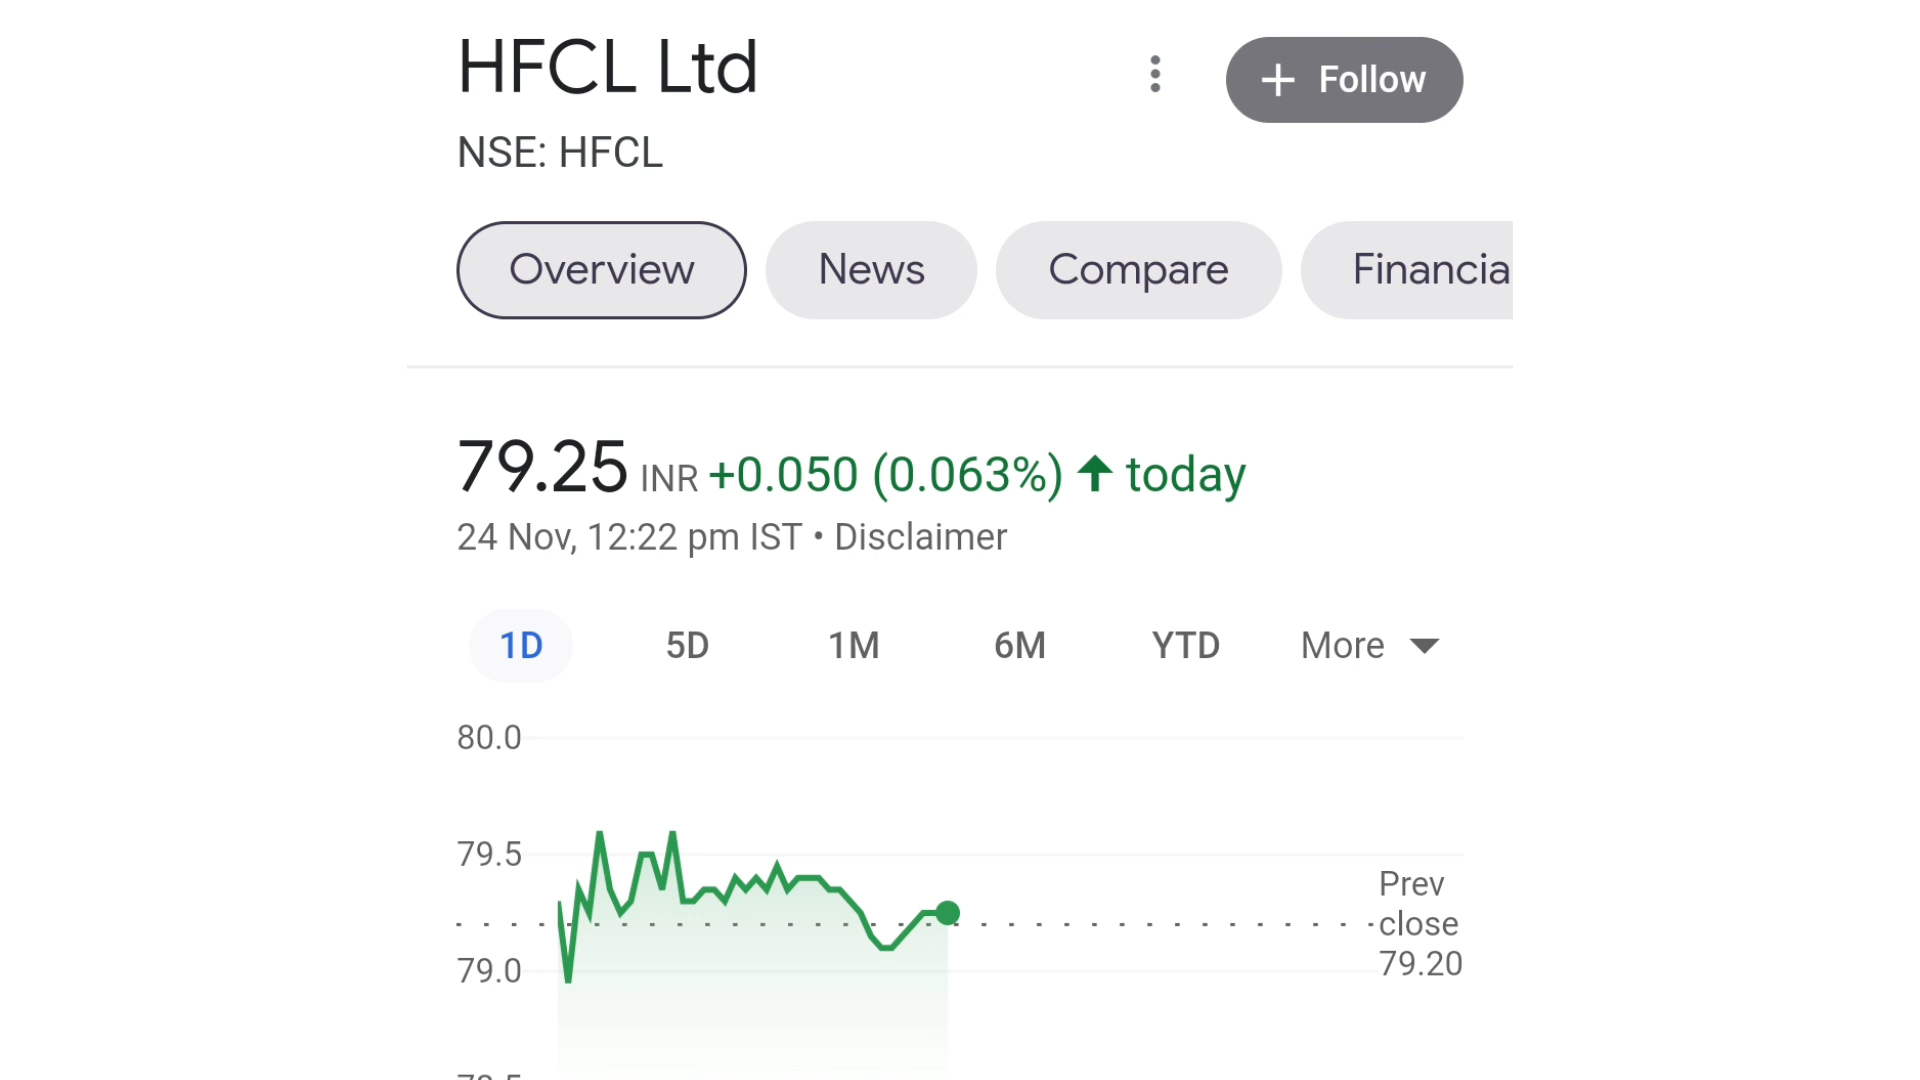 HFCL Ltd
+ Follow
NSE: HFCL
Overview
News
Compare
Financia
79.25 INR +0.050 (0.063%) ↑ today
24 Nov, 12:22 pm IST • Disclaimer
1D
5D
1M
6M
YTD
More
80.0
79.5
79.0
Prev
close
79.20